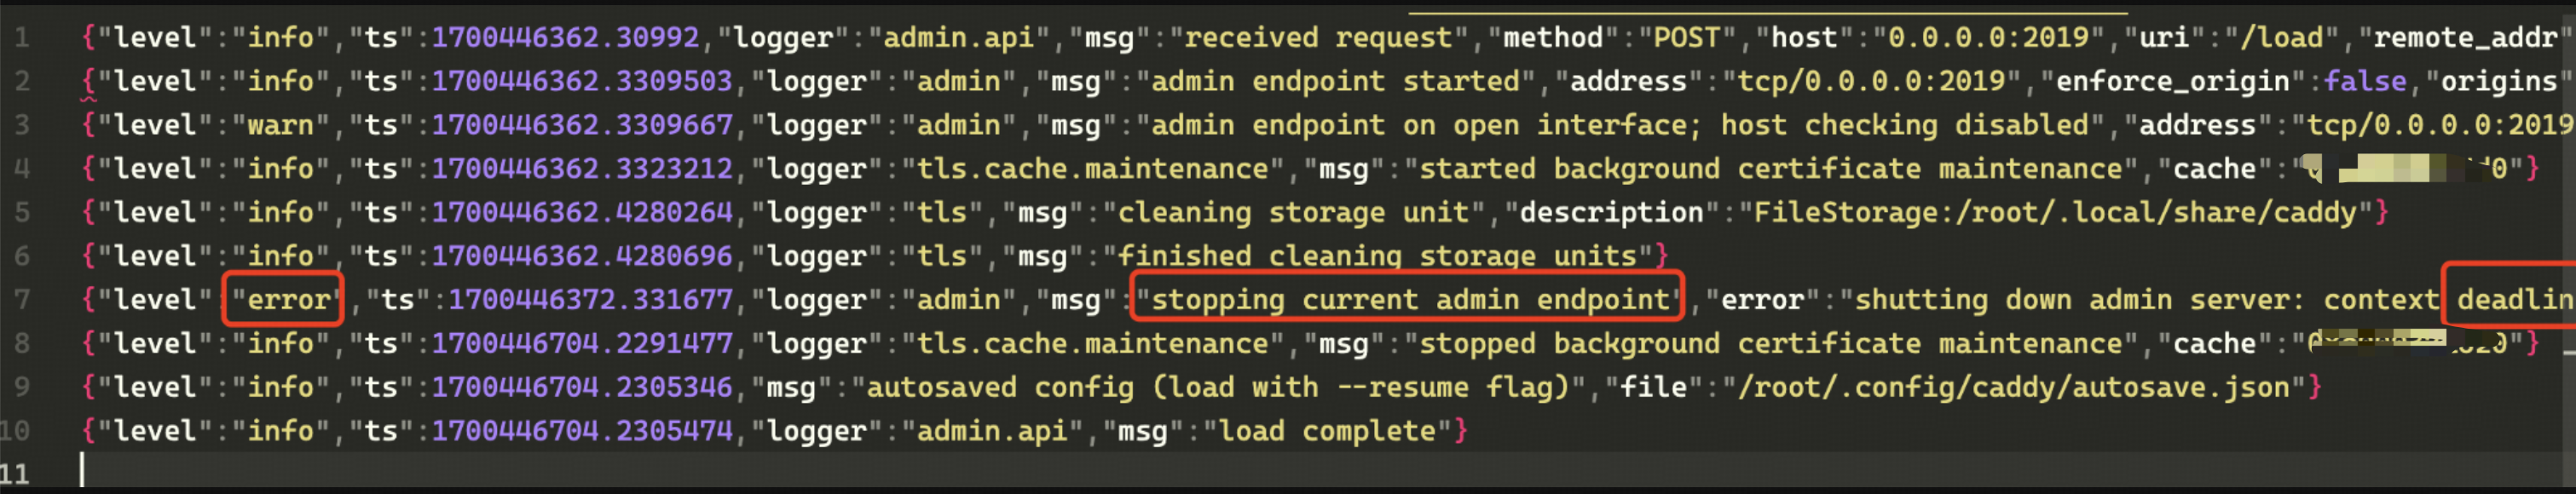 1 {"level":"info","ts":1700446362.30992,"logger":"admin.api","msg":"received request","method":"POST","host":"0.0.0.0:2019","uri":"/load","remote_addr"
2 {"level":"info","ts":1700446362.3309503,"logger":"admin","msg":"admin endpoint started","address":"tcp/0.0.0.0:2019","enforce_origin":false,"origins"
3 {"level":"warn","ts":1700446362.3309667,"logger":"admin","msg":"admin endpoint on open interface; host checking disabled","address":"tcp/0.0.0.0:2019
4 {"level":"info","ts":1700446362.3323212,"logger":"tls.cache.maintenance","msg":"started background certificate maintenance","cache":"
5 {"level":"info","ts":1700446362.4280264,"logger":"tls","msg":"cleaning storage unit","description":"FileStorage:/root/.local/share/caddy"}
6 {"level":"info","ts":1700446362.4280696,"logger":"tls","msg":"finished cleaning storage units"}
7 {"level":"error","ts":1700446372.331677,"logger":"admin","msg":"stopping current admin endpoint","error":"shutting down admin server: context deadlin
8 {"level":"info","ts":1700446704.2291477,"logger":"tls.cache.maintenance","msg":"stopped background certificate maintenance","cache":"
9 {"level":"info","ts":1700446704.2305346,"msg":"autosaved config (load with --resume flag)","file":"/root/.config/caddy/autosave.json"}
10 {"level":"info","ts":1700446704.2305474,"logger":"admin.api","msg":"load complete"}
11